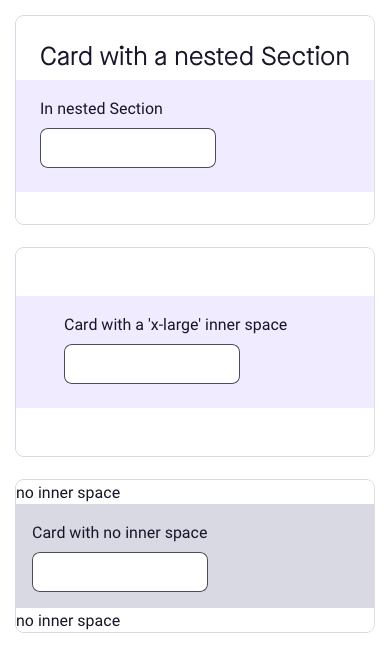 Card with a nested Section
In nested Section
Card with a 'x-large' inner space
no inner space
Card with no inner space
no inner space